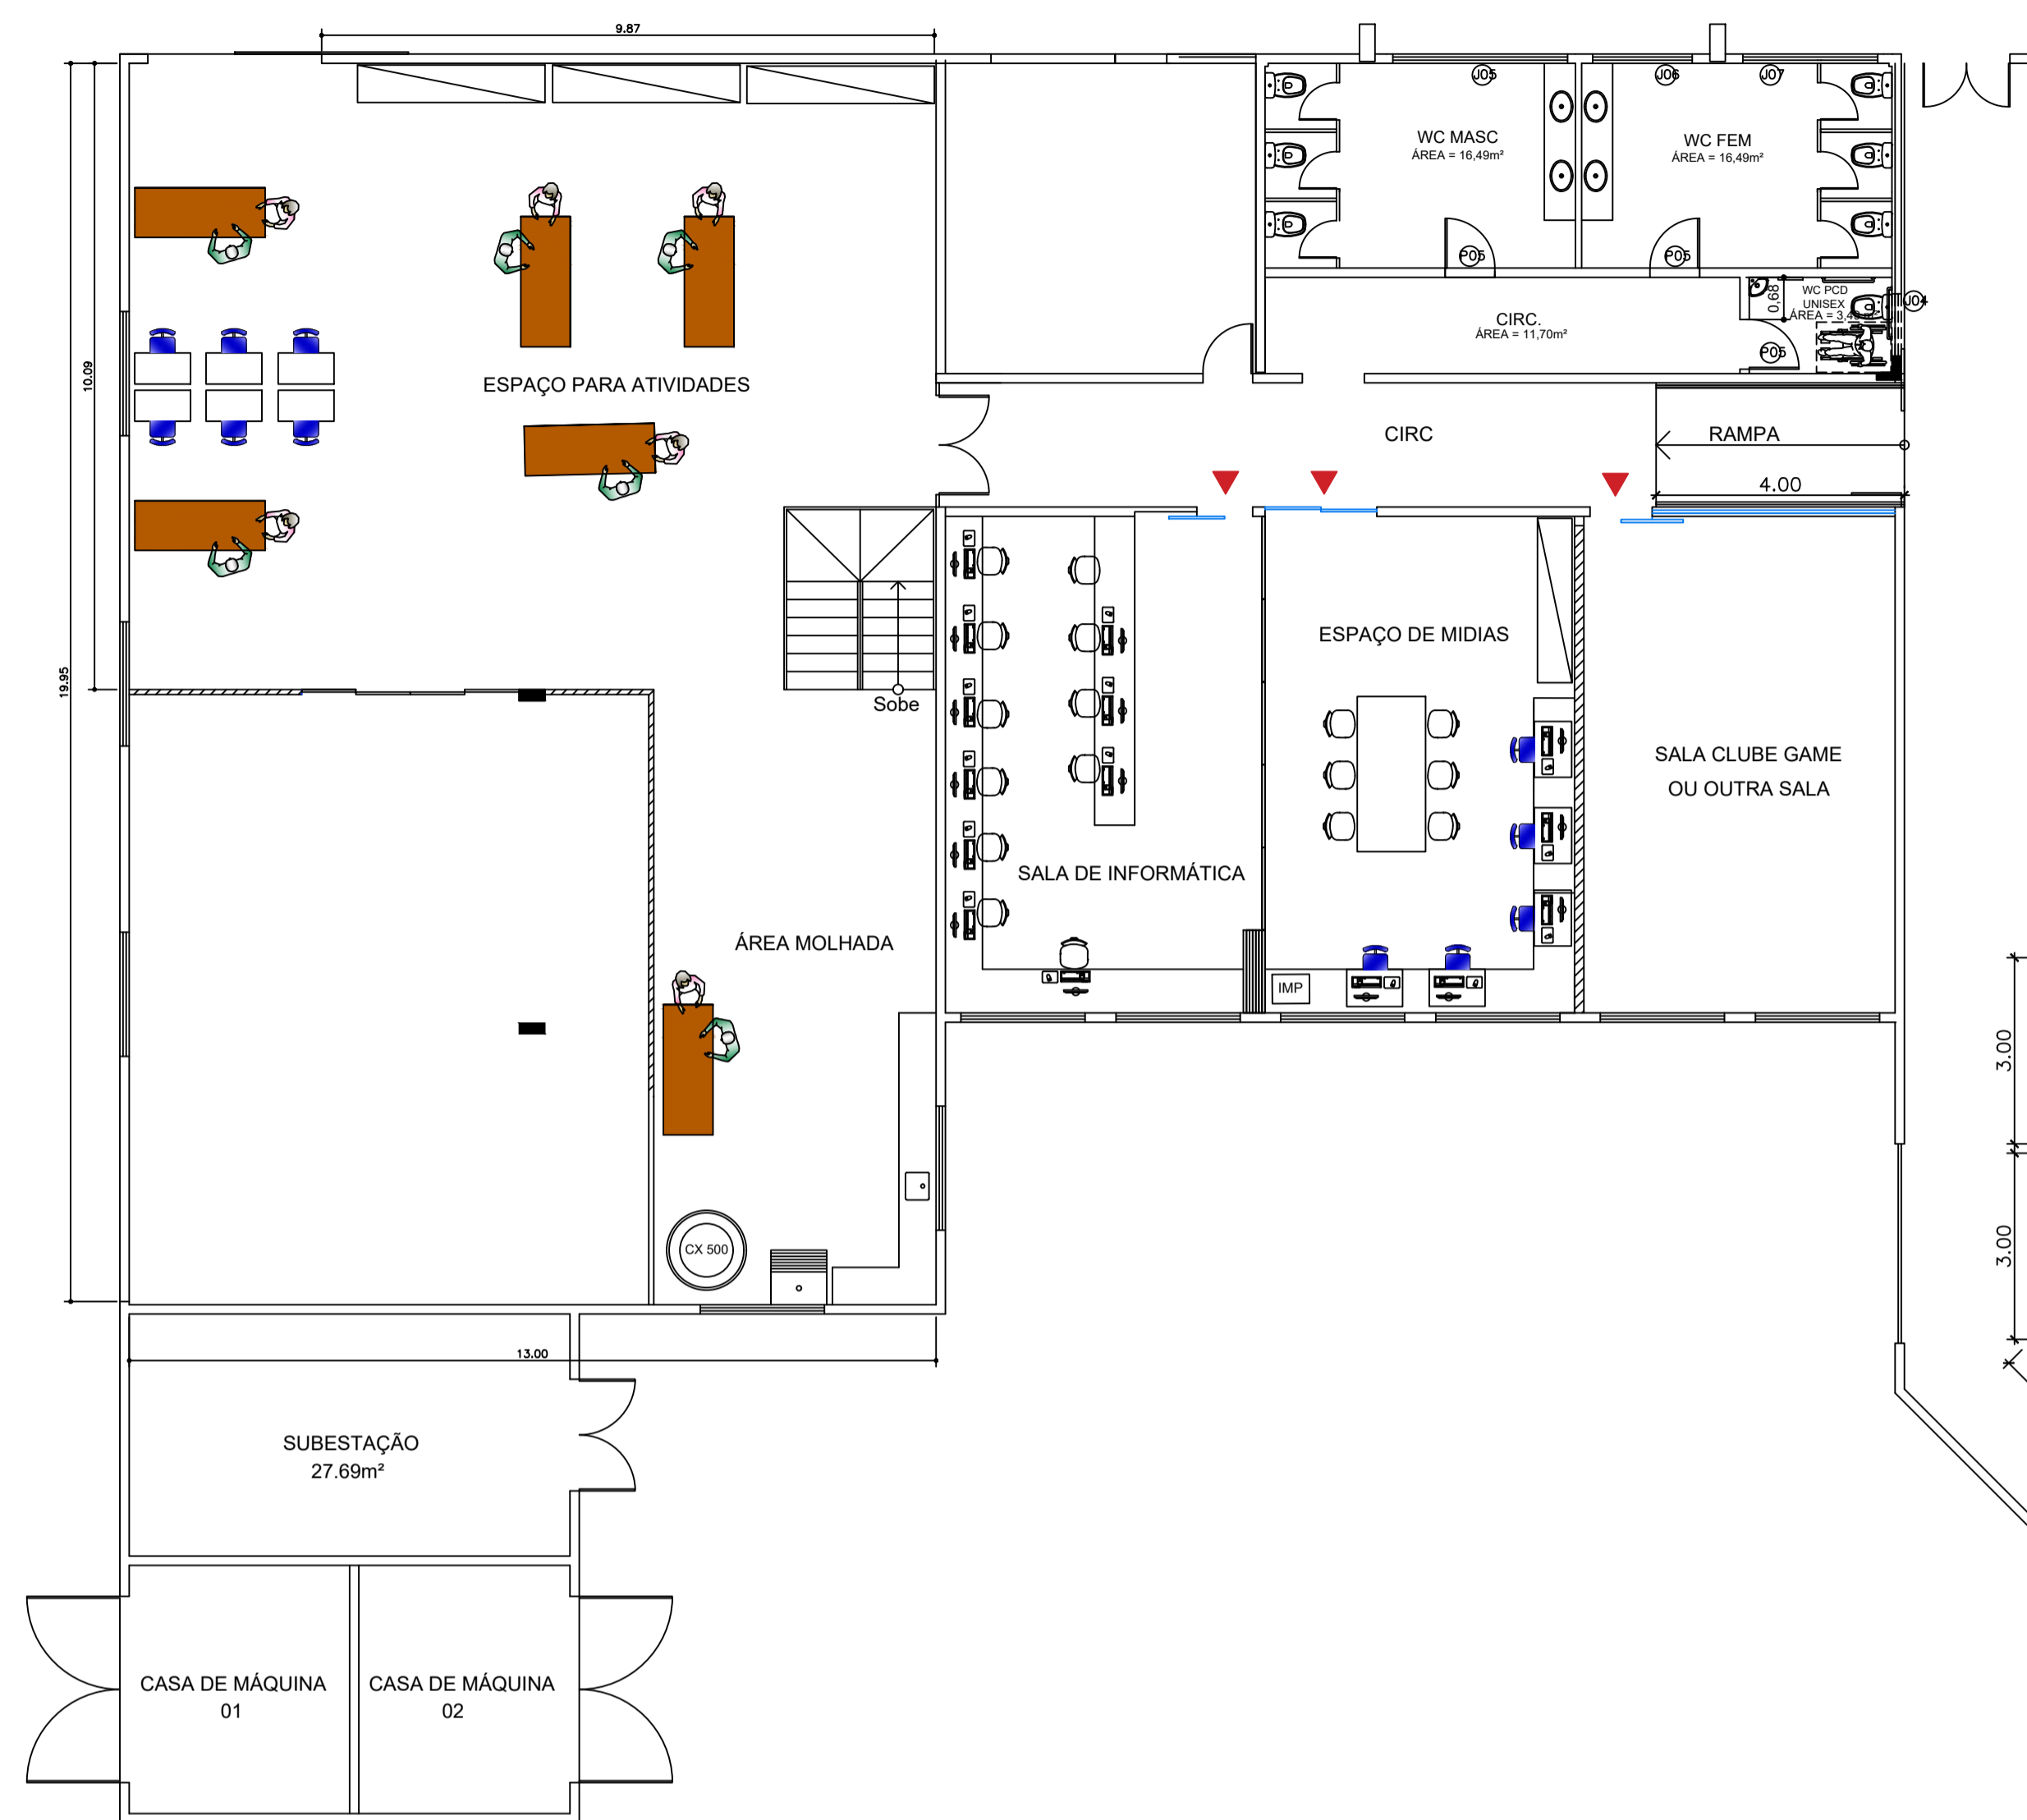 9.87
J05
J06
J07
WC MASC
ÁREA = 16,49m²
WC FEM
ÁREA = 16,49m²
P05
P05
CIRC.
ÁREA = 11,70m²
0,68
WC PCD
UNISEX
J04
P05
10.09
19.95
ESPAÇO PARA ATIVIDADES
CIRC
RAMPA
4.00
Sobe
ESPAÇO DE MIDIAS
SALA CLUBE GAME
OU OUTRA SALA
SALA DE INFORMÁTICA
ÁREA MOLHADA
IMP
3.00
3.00
CX 500
13.00
SUBESTAÇÃO
27.69m²
CASA DE MÁQUINA
01
CASA DE MÁQUINA
02